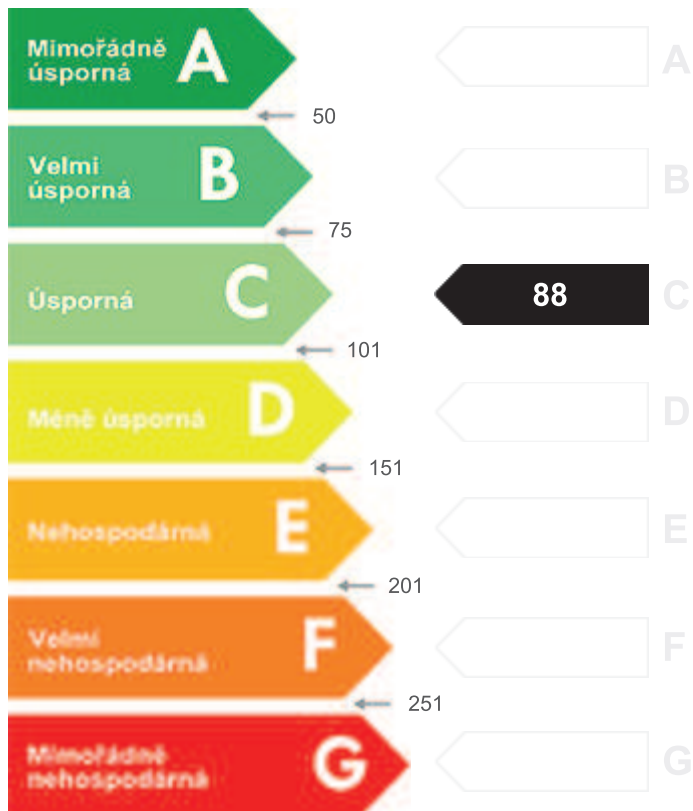 Mimořádně
úsporná
A
A
50
Velmi
úsporná
B
B
75
Úsporná
C
88
C
101
Méně úsporná
D
D
151
Nehospodárná
E
E
201
Velmi
nehospodárná
F
F
251
Mimořádně
nehospodárná
G
G